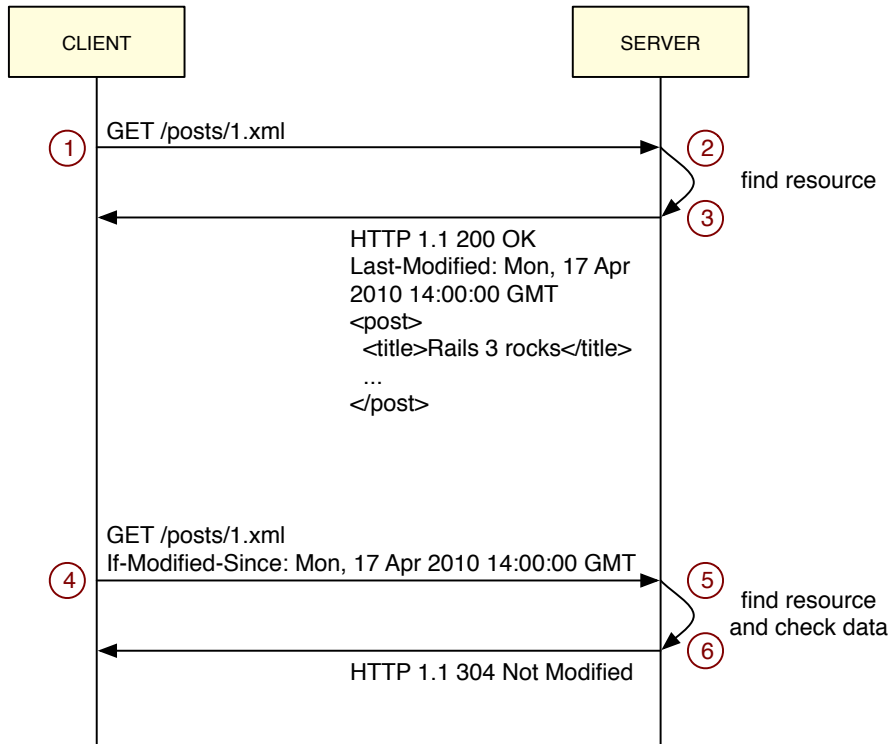 CLIENT
SERVER
GET /posts/1.xml
1
2
find resource
3
HTTP 1.1 200 OK
Last-Modified: Mon, 17 Apr
2010 14:00:00 GMT
<post>
<title>Rails 3 rocks</title>
...
</post>
GET /posts/1.xml
If-Modified-Since: Mon, 17 Apr 2010 14:00:00 GMT
4
5
find resource
and check data
6
HTTP 1.1 304 Not Modified